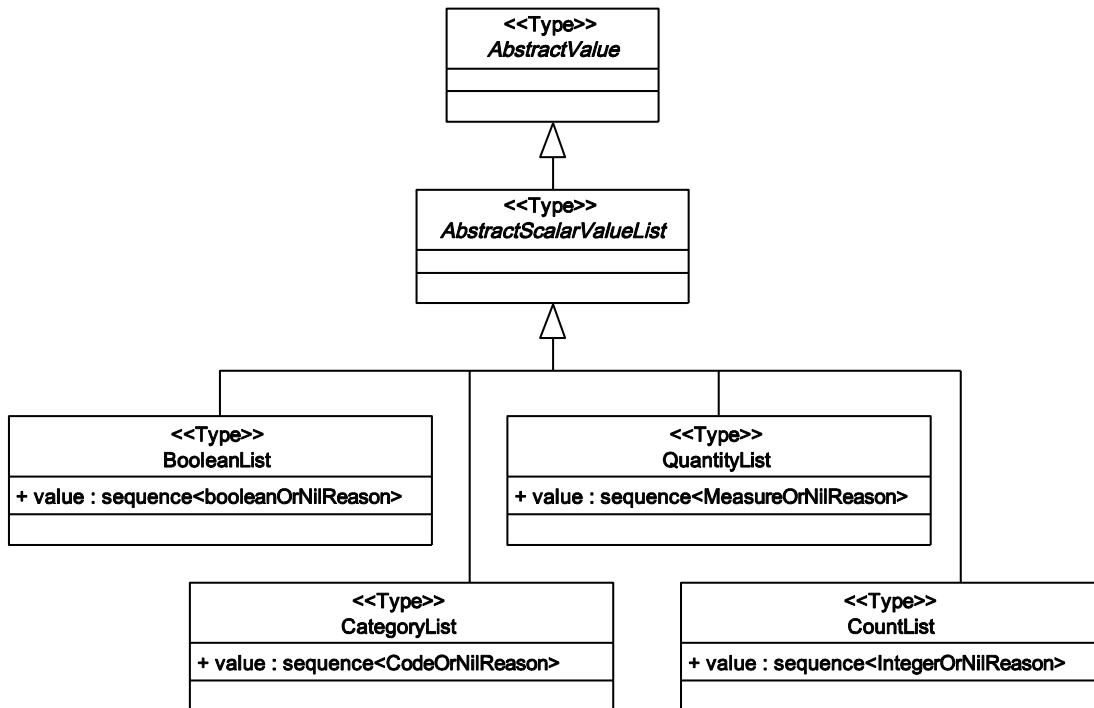 <<Type>>
AbstractValue
<<Type>>
AbstractScalarValueList
<<Type>>
BooleanList
+ value : sequence<booleanOrNilReason>
<<Type>>
QuantityList
+ value : sequence<MeasureOrNilReason>
<<Type>>
CategoryList
+ value : sequence<CodeOrNilReason>
<<Type>>
CountList
+ value : sequence<IntegerOrNilReason>